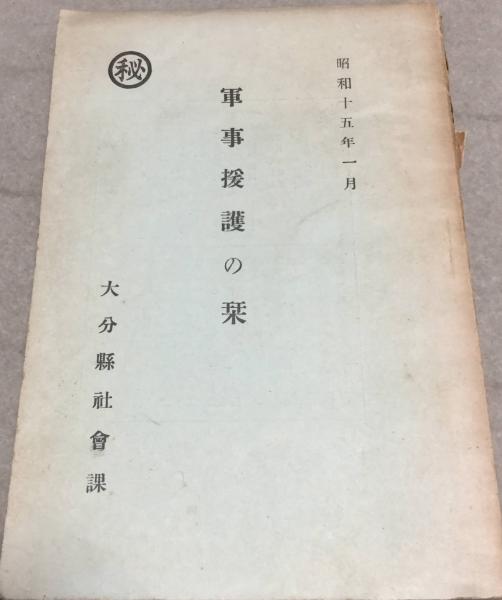 昭和十五年一月
軍事援護の栞
大分縣社會課
㊙